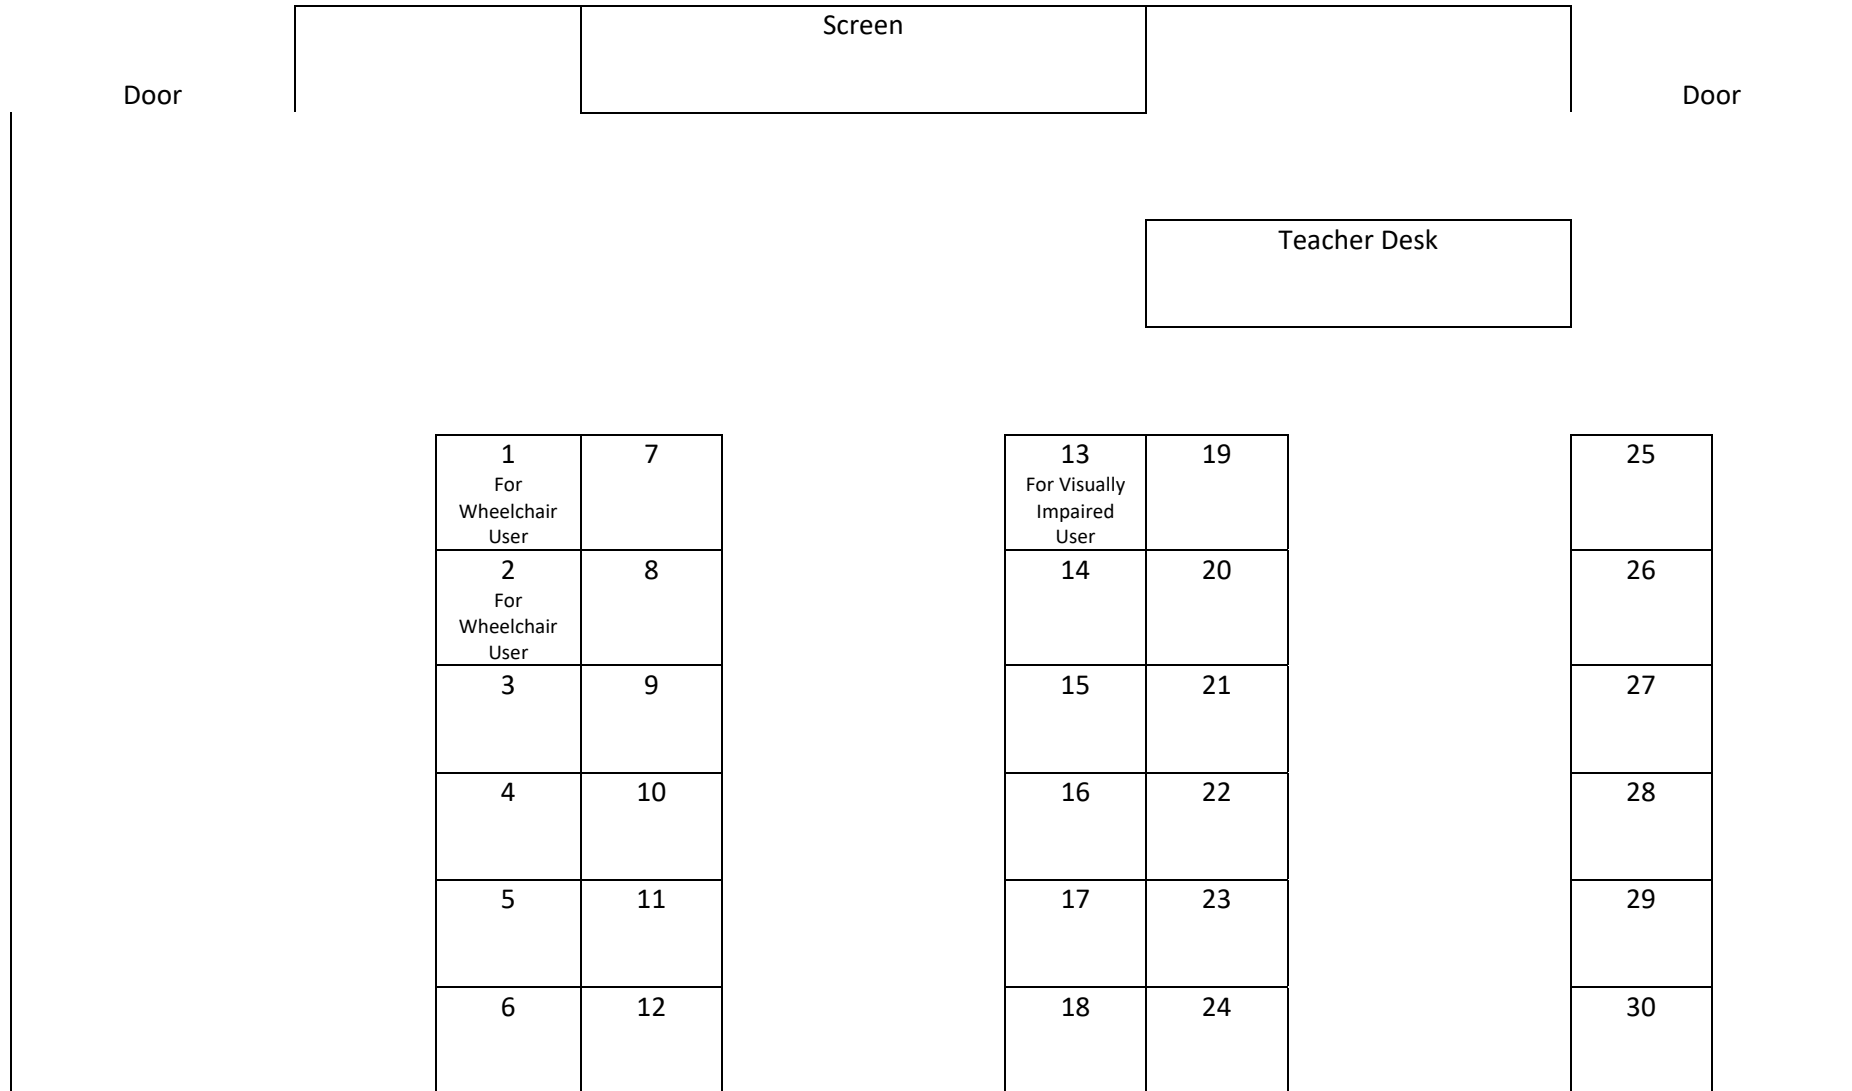 Screen
Door
Door
Teacher Desk
1
For
Wheelchair
User
7
13
For Visually
Impaired
User
19
25
2
For
Wheelchair
User
8
14
20
26
3
9
15
21
27
4
10
16
22
28
5
11
17
23
29
6
12
18
24
30